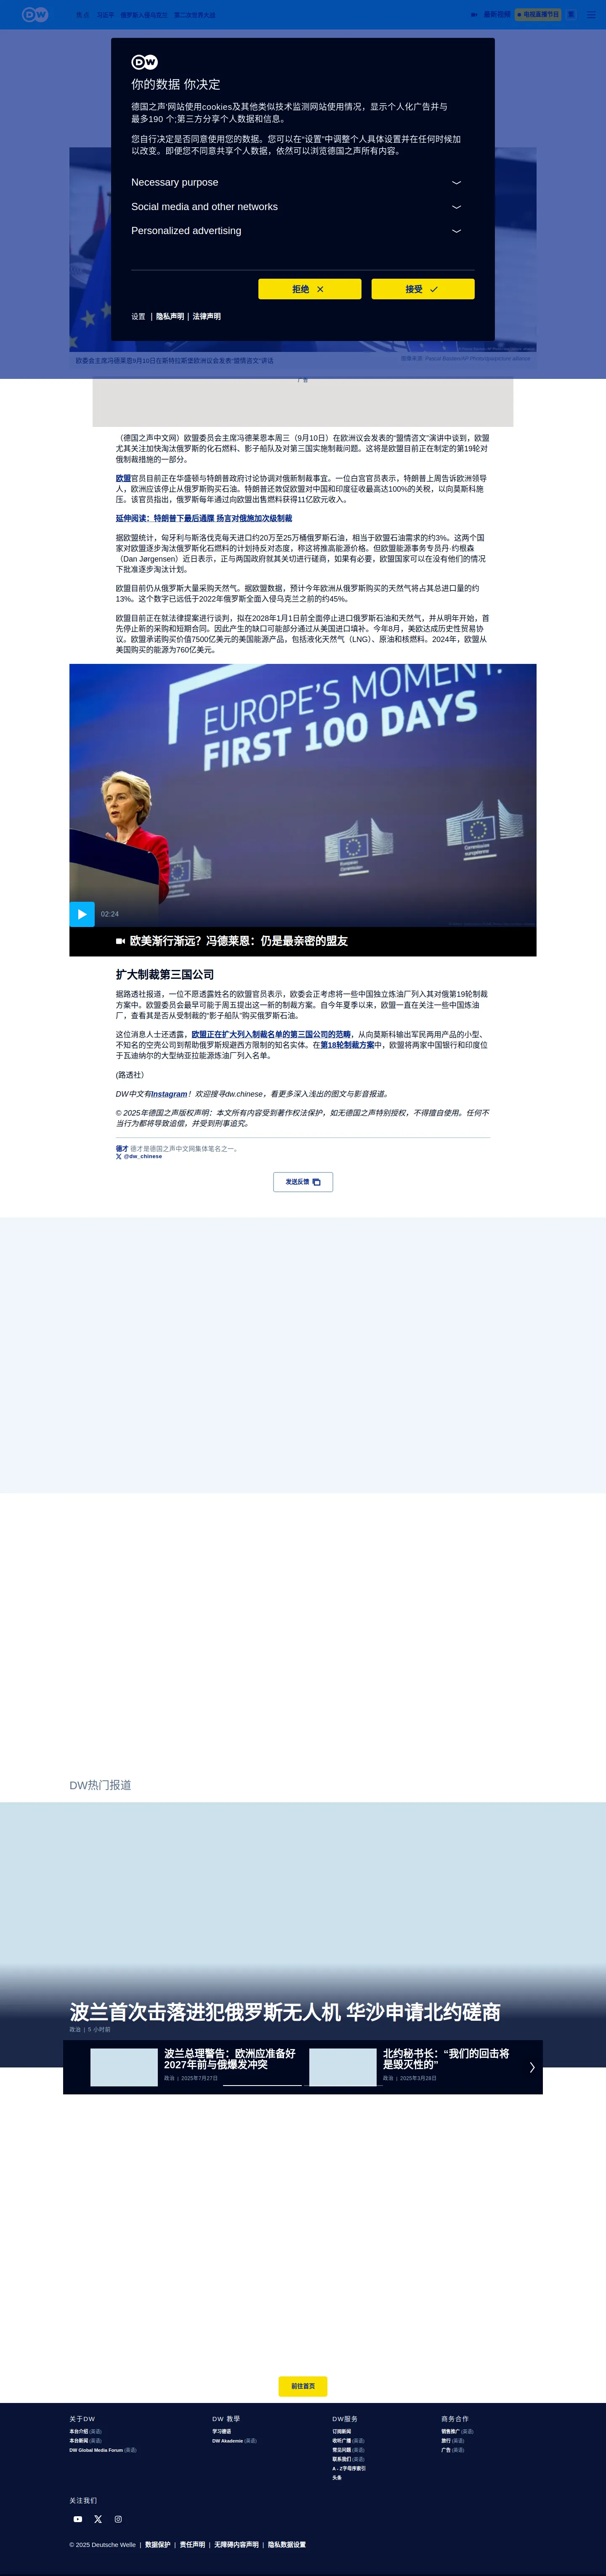 热点 习近平 俄罗斯入侵乌克兰 第二次世界大战
最新视频 电视直播节目
DW
你的数据 你决定
德国之声‘网站使用cookies及其他类似技术监测网站使用情况，显示个人化广告并与
最多190 个;第三方分享个人数据和信息。
您自行决定是否同意使用您的数据。您可以在“设置”中调整个人具体设置并在任何时候加
以改变。即便您不同意共享个人数据，依然可以浏览德国之声所有内容。
Necessary purpose
Social media and other networks
Personalized advertising
拒绝
接受
设置 | 隐私声明 | 法律声明
欧委会主席冯德莱恩9月10日在斯特拉斯堡欧洲议会发表“盟情咨文”讲话
广告
（德国之声中文网）欧盟委员会主席冯德莱恩本周三（9月10日）在欧洲议会发表的“盟情咨文”演讲中谈到，欧盟
尤其关注加快淘汰俄罗斯的化石燃料、影子船队及对第三国实施制裁问题。这将是欧盟目前正在制定的第19轮对
俄制裁措施的一部分。
欧盟官员目前正在华盛顿与特朗普政府讨论协调对俄新制裁事宜。一位白宫官员表示，特朗普上周告诉欧洲领导
人，欧洲应该停止从俄罗斯购买石油。特朗普还敦促欧盟对中国和印度征收最高达100%的关税，以向莫斯科施
压。该官员指出，俄罗斯每年通过向欧盟出售燃料获得11亿欧元收入。
延伸阅读：特朗普下最后通牒 扬言对俄施加次级制裁
据欧盟统计，匈牙利与斯洛伐克每天进口约20万至25万桶俄罗斯石油，相当于欧盟石油需求的约3%。这两个国
家对欧盟逐步淘汰俄罗斯化石燃料的计划持反对态度，称这将推高能源价格。但欧盟能源事务专员丹·约根森
（Dan Jørgensen）近日表示，正与两国政府就其关切进行磋商，如果有必要，欧盟国家可以在没有他们的情况
下批准逐步淘汰计划。
欧盟目前仍从俄罗斯大量采购天然气。据欧盟数据，预计今年欧洲从俄罗斯购买的天然气将占其总进口量的约
13%。这个数字已远低于2022年俄罗斯全面入侵乌克兰之前的约45%。
欧盟目前正在就法律提案进行谈判，拟在2028年1月1日前全面停止进口俄罗斯石油和天然气，并从明年开始，首
先停止新的采购和短期合同。因此产生的缺口可能部分通过从美国进口填补。今年8月，美欧达成历史性贸易协
议。欧盟承诺购买价值7500亿美元的美国能源产品，包括液化天然气（LNG）、原油和核燃料。2024年，欧盟从
美国购买的能源为760亿美元。
EUROPE'S MOMENT:
FIRST 100 DAYS
European
Commission
European
Commission
02:24
欧美渐行渐远？冯德莱恩：仍是最亲密的盟友
扩大制裁第三国公司
据路透社报道，一位不愿透露姓名的欧盟官员表示，欧委会正考虑将一些中国独立炼油厂列入其对俄第19轮制裁
方案中。欧盟委员会最早可能于周五提出这一新的制裁方案。自今年夏季以来，欧盟一直在关注一些中国炼油
厂，查看其是否从受制裁的“影子船队”购买俄罗斯石油。
这位消息人士还透露，欧盟正在扩大列入制裁名单的第三国公司的范畴，从向莫斯科输出军民两用产品的小型、
不知名的空壳公司到帮助俄罗斯规避西方限制的知名实体。在第18轮制裁方案中，欧盟将两家中国银行和印度位
于瓦迪纳尔的大型纳亚拉能源炼油厂列入名单。
(路透社）
DW中文有Instagram！欢迎搜寻dw.chinese，看更多深入浅出的图文与影音报道。
© 2025年德国之声版权声明：本文所有内容受到著作权法保护，如无德国之声特别授权，不得擅自使用。任何不
当行为都将导致追偿，并受到刑事追究。
德才 德才是德国之声中文网集体笔名之一。
@dw_chinese
发送反馈
DW热门报道
波兰首次击落进犯俄罗斯无人机 华沙申请北约磋商
政治 | 5 小时前
波兰总理警告：欧洲应准备好
2027年前与俄爆发冲突
政治 | 2025年7月27日
北约秘书长：“我们的回击将
是毁灭性的”
政治 | 2025年3月28日
前往首页
关于DW
本台介绍 (英语)
本台新闻 (英语)
DW Global Media Forum (英语)
DW 教學
学习德语
DW Akademie (英语)
DW服务
订阅新闻
收听广播 (英语)
常见问题 (英语)
联系我们 (英语)
A - Z字母序索引
头条
商务合作
销售推广 (英语)
旅行 (英语)
广告 (英语)
关注我们
© 2025 Deutsche Welle | 数据保护 | 责任声明 | 无障碍内容声明 | 隐私数据设置